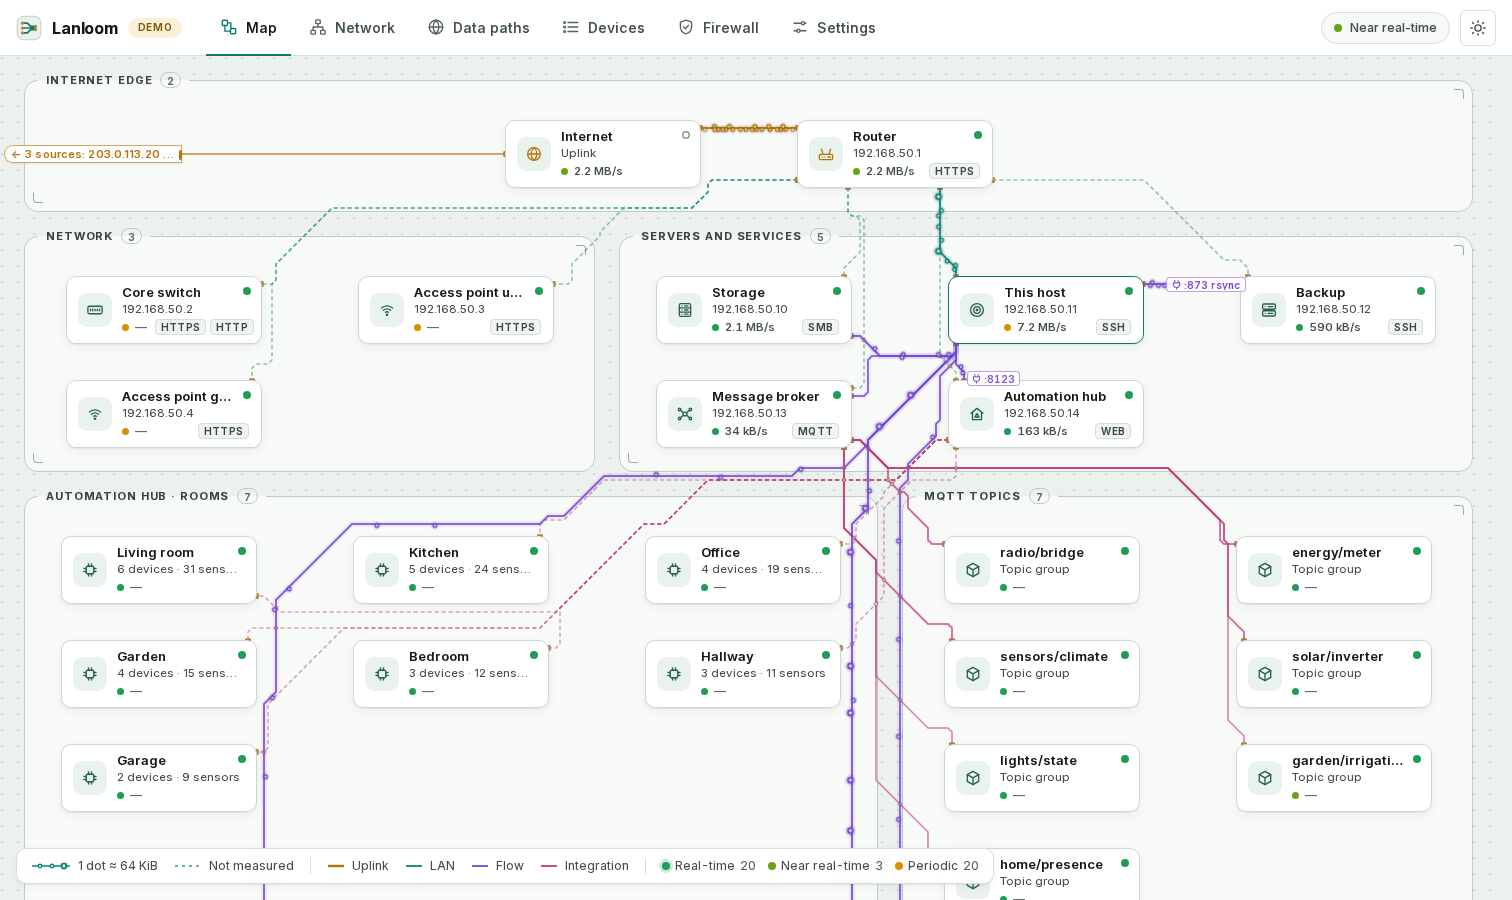 Lanloom DEMO Map Network Data paths Devices Firewall Settings Near real-time
INTERNET EDGE 2
← 3 sources: 203.0.113.20 ...
Internet
Uplink
2.2 MB/s
Router
192.168.50.1
2.2 MB/s HTTPS
NETWORK 3
Core switch
192.168.50.2
— HTTPS HTTP
Access point u...
192.168.50.3
— HTTPS
Access point g...
192.168.50.4
— HTTPS
SERVERS AND SERVICES 5
Storage
192.168.50.10
2.1 MB/s SMB
This host
192.168.50.11
7.2 MB/s SSH
:873 rsync
Backup
192.168.50.12
590 kB/s SSH
Message broker
192.168.50.13
34 kB/s MQTT
:8123
Automation hub
192.168.50.14
163 kB/s WEB
AUTOMATION HUB · ROOMS 7
Living room
6 devices · 31 sens...
—
Kitchen
5 devices · 24 sens...
—
Office
4 devices · 19 sens...
—
Garden
4 devices · 15 sens...
—
Bedroom
3 devices · 12 sens...
—
Hallway
3 devices · 11 sensors
—
Garage
2 devices · 9 sensors
—
MQTT TOPICS 7
radio/bridge
Topic group
—
energy/meter
Topic group
—
sensors/climate
Topic group
—
solar/inverter
Topic group
—
lights/state
Topic group
—
garden/irrigati...
Topic group
—
home/presence
Topic group
—
1 dot ≈ 64 KiB Not measured Uplink LAN Flow Integration Real-time 20 Near real-time 3 Periodic 20